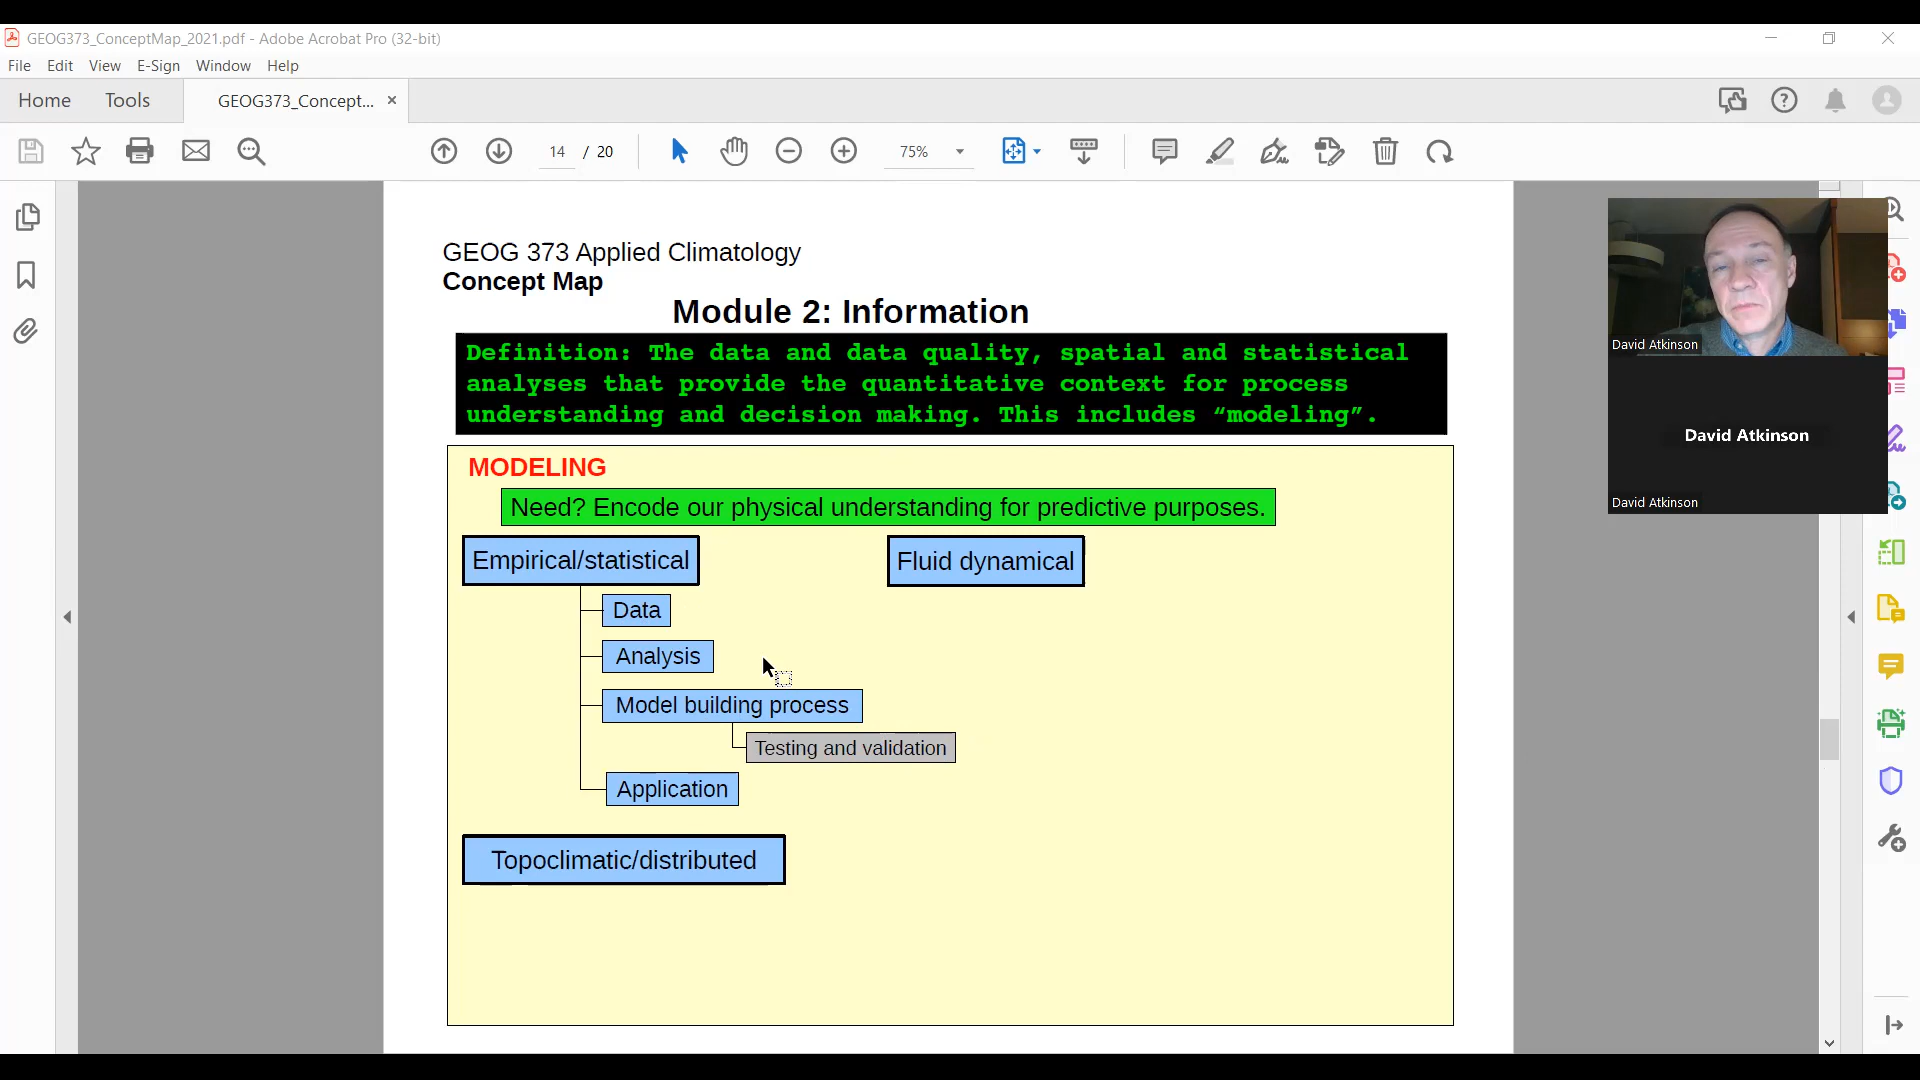 GEOG373_ConceptMap_2021.pdf - Adobe Acrobat Pro (32-bit)
File Edit View E-Sign Window Help
Home Tools GEOG373_Concept... ×
14 / 20 75%
GEOG 373 Applied Climatology
Concept Map
Module 2: Information
Definition: The data and data quality, spatial and statistical
analyses that provide the quantitative context for process
understanding and decision making. This includes “modeling”.
MODELING
Need? Encode our physical understanding for predictive purposes.
Empirical/statistical
Fluid dynamical
Data
Analysis
Model building process
Testing and validation
Application
Topoclimatic/distributed
David Atkinson
David Atkinson
David Atkinson